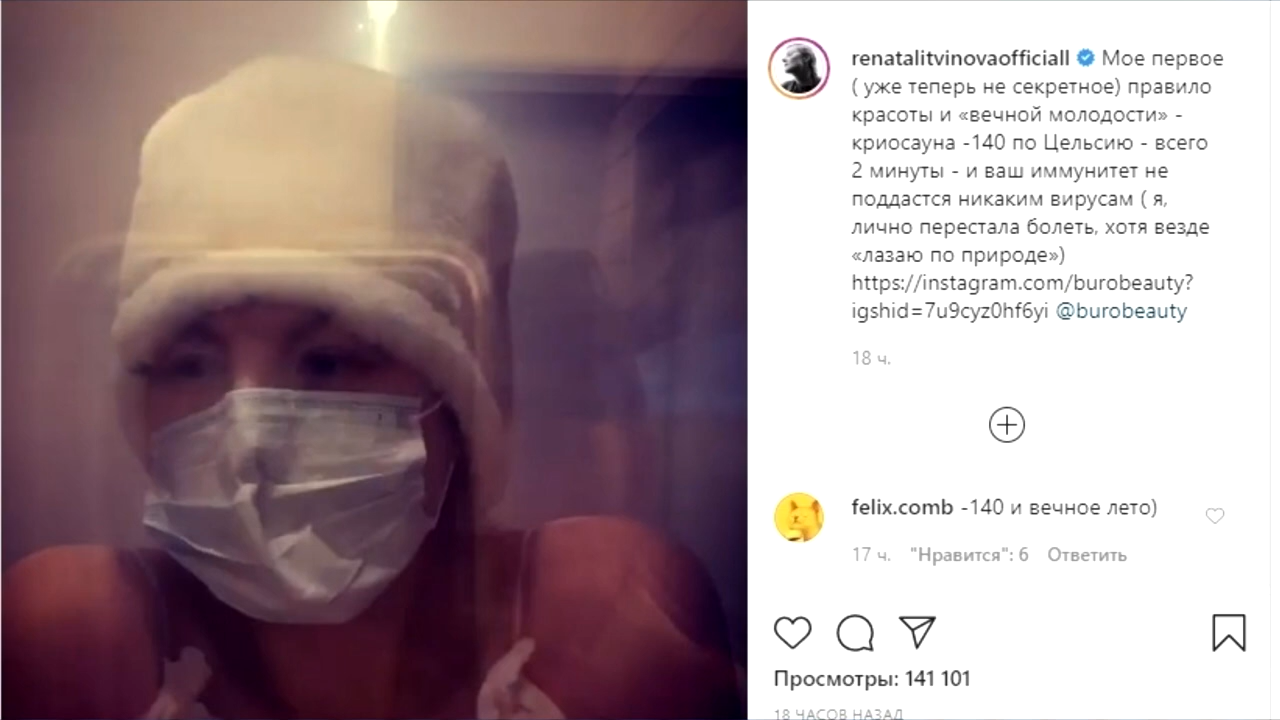 renatalitvinovaofficiall Мое первое
( уже теперь не секретное) правило
красоты и «вечной молодости» -
криосауна -140 по Цельсию - всего
2 минуты - и ваш иммунитет не
поддастся никаким вирусам ( я,
лично перестала болеть, хотя везде
«лазаю по природе»)
https://instagram.com/burobeauty?
igshid=7u9cyz0hf6yi @burobeauty
18 ч.
felix.comb -140 и вечное лето)
17 ч. "Нравится": 6 Ответить
Просмотры: 141 101
18 ЧАСОВ НАЗАД